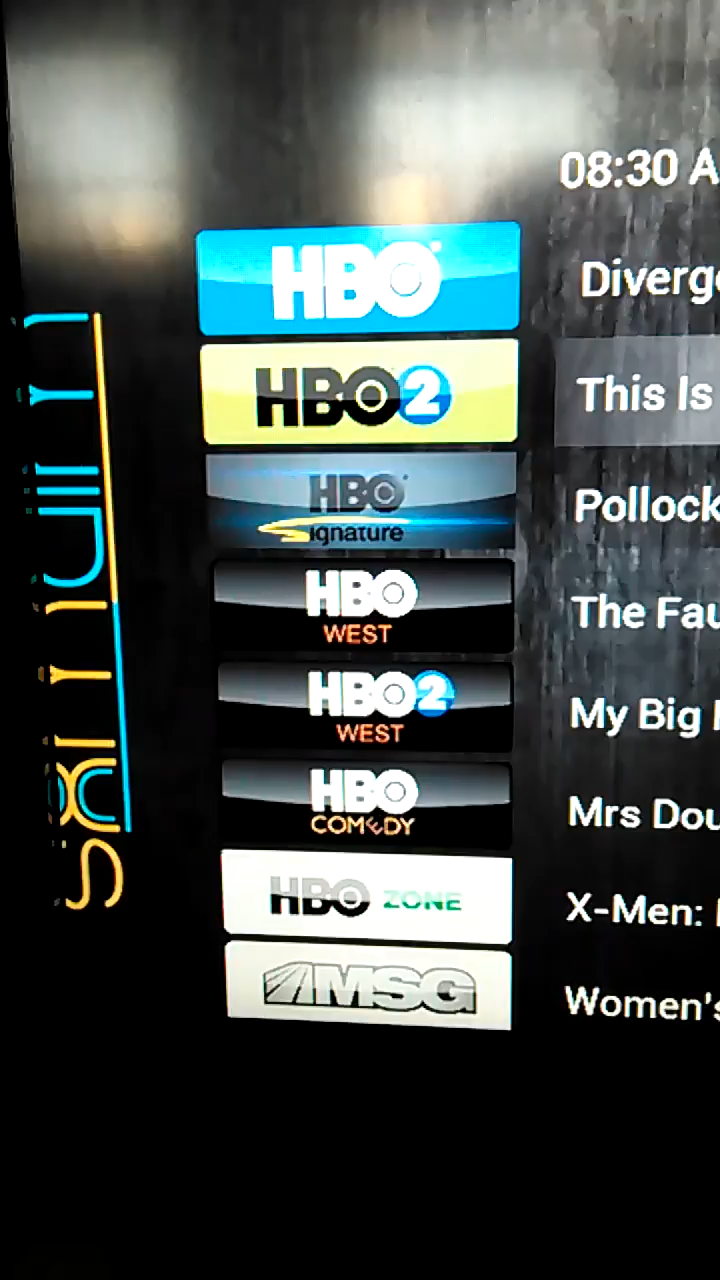 08:30 A
HBO
Diverg
HBO2
This Is
HBO
signature
Pollock
HBO
WEST
The Fau
HBO2
WEST
My Big
HBO
COMEDY
Mrs Dou
HBO ZONE
X-Men:
MSG
Women's